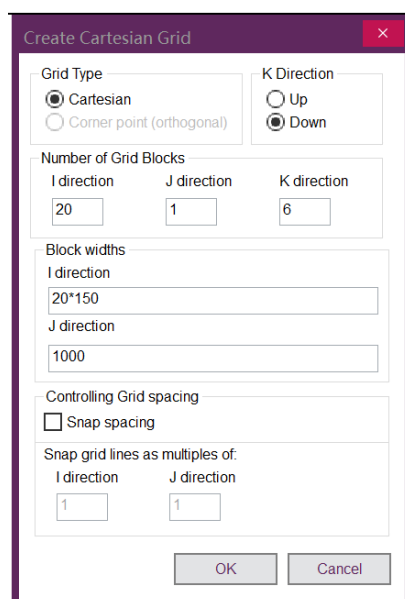 Create Cartesian Grid
Grid Type
Cartesian
Corner point (orthogonal)
K Direction
Up
Down
Number of Grid Blocks
I direction J direction K direction
20 1 6
Block widths
I direction
20*150
J direction
1000
Controlling Grid spacing
Snap spacing
Snap grid lines as multiples of:
I direction J direction
1 1
OK Cancel